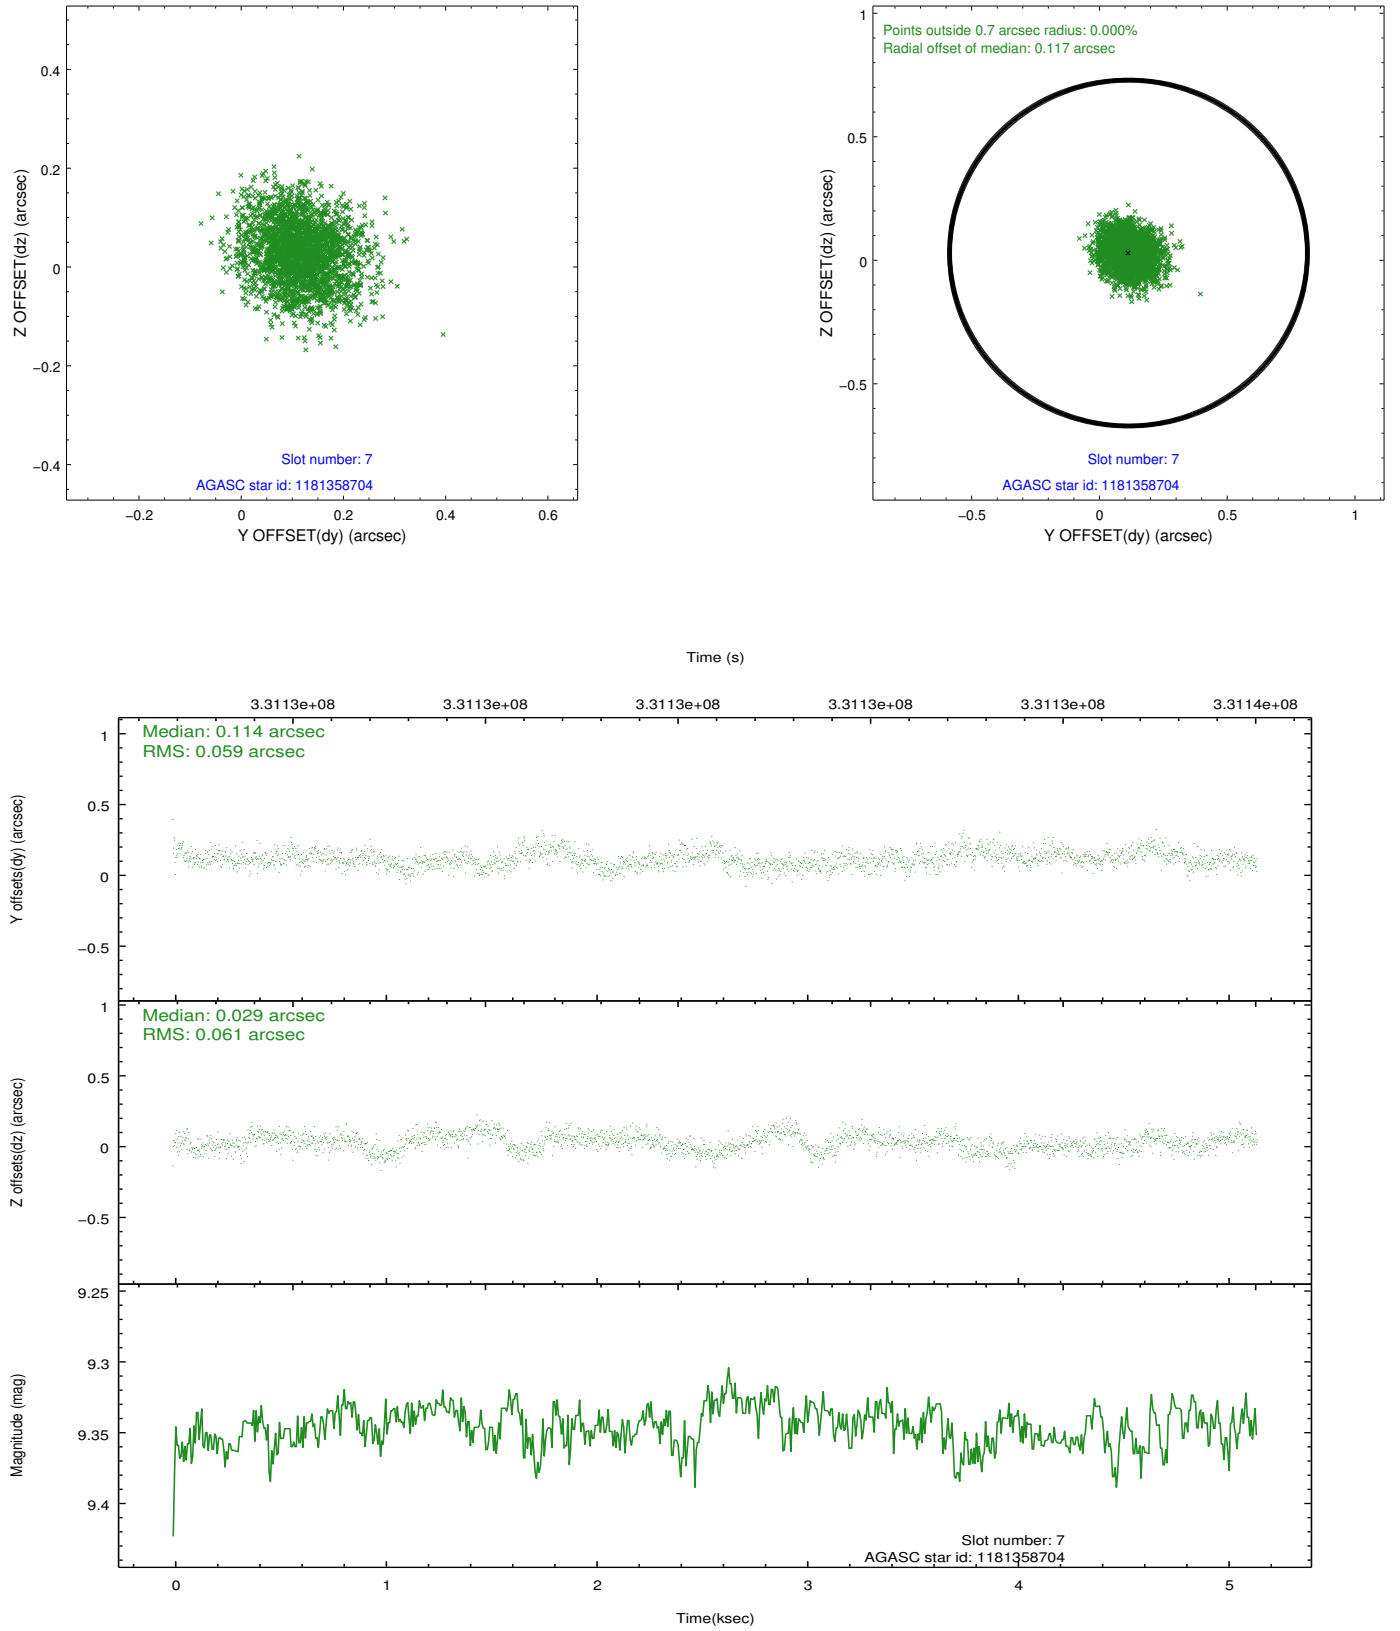 0.4
0.2
0
−0.2
−0.4
Z OFFSET(dz) (arcsec)
Slot number: 7
AGASC star id: 1181358704
−0.2 0 0.2 0.4 0.6
Y OFFSET(dy) (arcsec)
Points outside 0.7 arcsec radius: 0.000%
Radial offset of median: 0.117 arcsec
1
0.5
0
−0.5
Z OFFSET(dz) (arcsec)
Slot number: 7
AGASC star id: 1181358704
−0.5 0 0.5 1
Y OFFSET(dy) (arcsec)
Time (s)
3.3113e+08 3.3113e+08 3.3113e+08 3.3113e+08 3.3113e+08 3.3114e+08
Median: 0.114 arcsec
RMS: 0.059 arcsec
1
0.5
0
−0.5
Y offsets(dy) (arcsec)
Median: 0.029 arcsec
RMS: 0.061 arcsec
1
0.5
0
−0.5
Z offsets(dz) (arcsec)
9.25
9.3
9.35
9.4
Magnitude (mag)
Slot number: 7
AGASC star id: 1181358704
0 1 2 3 4 5
Time(ksec)